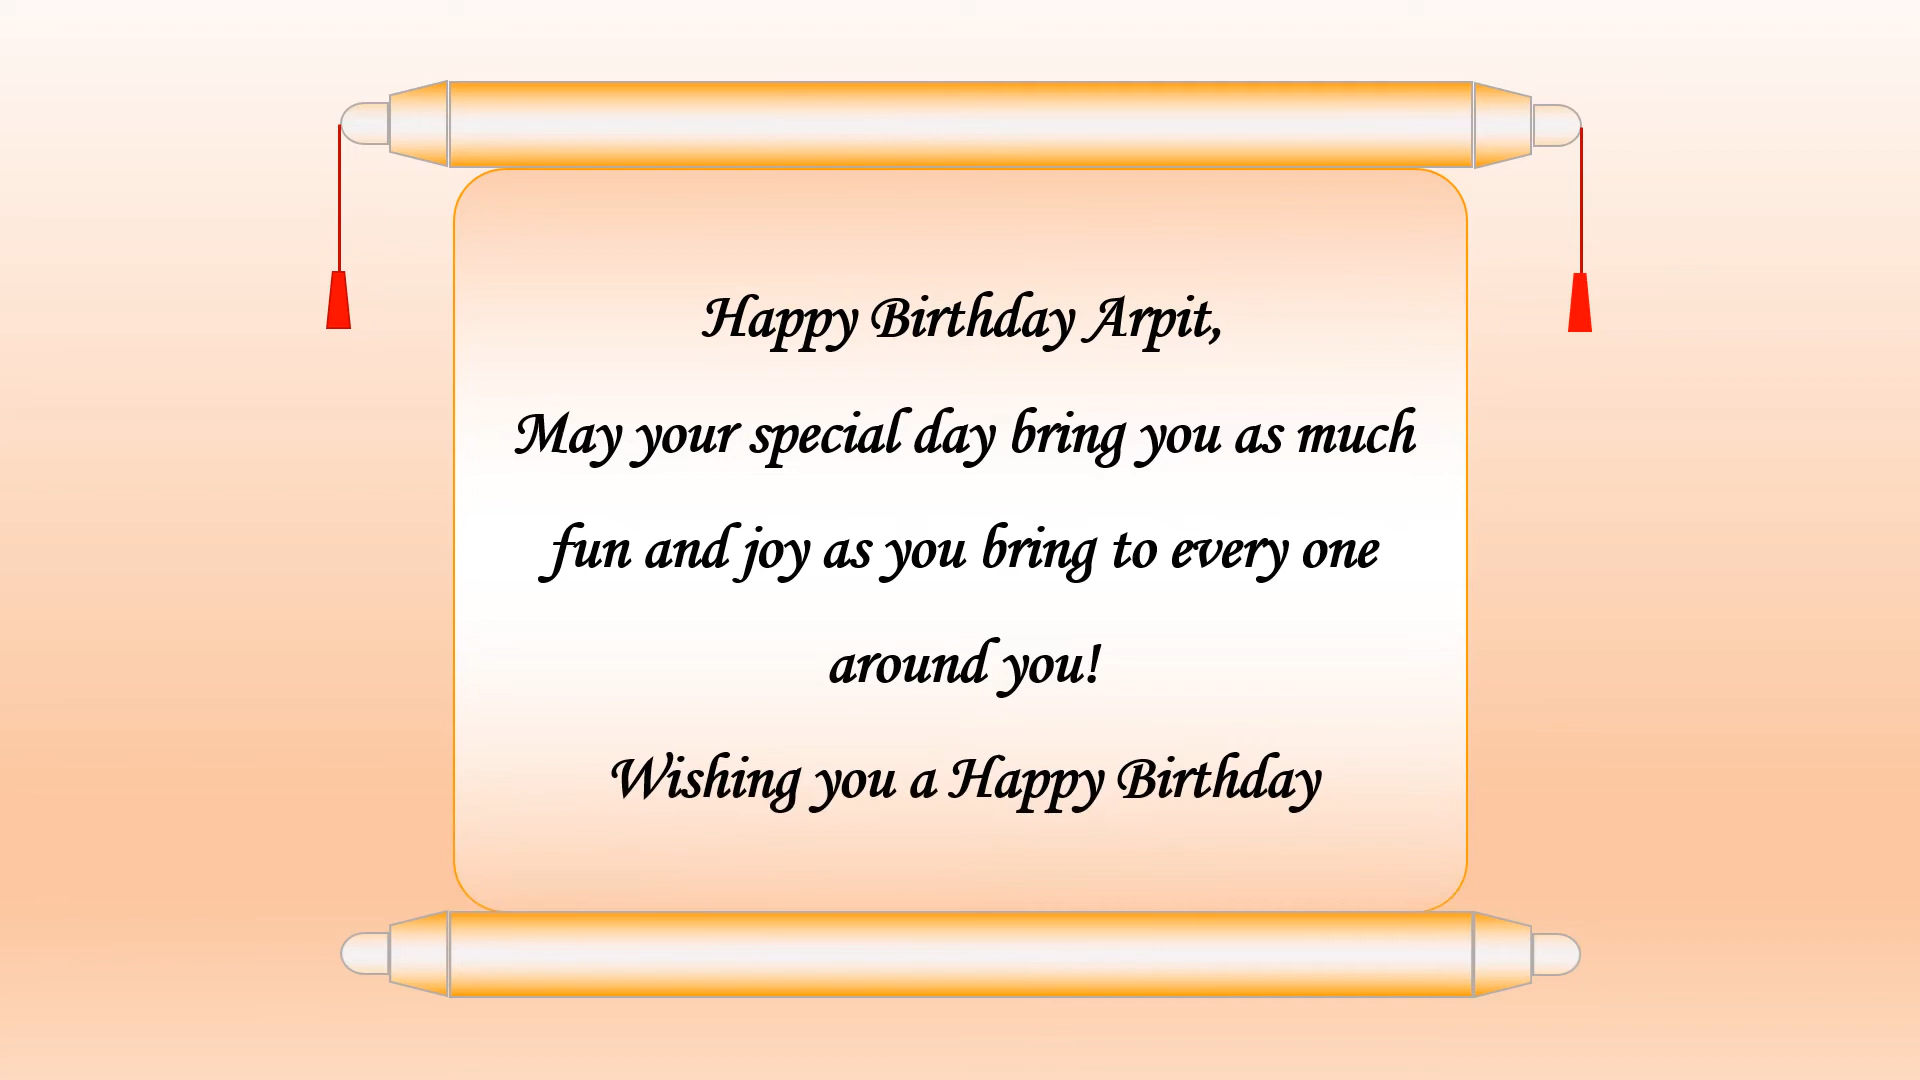 Happy Birthday Arpit,
May your special day bring you as much
fun and joy as you bring to every one
around you!
Wishing you a Happy Birthday